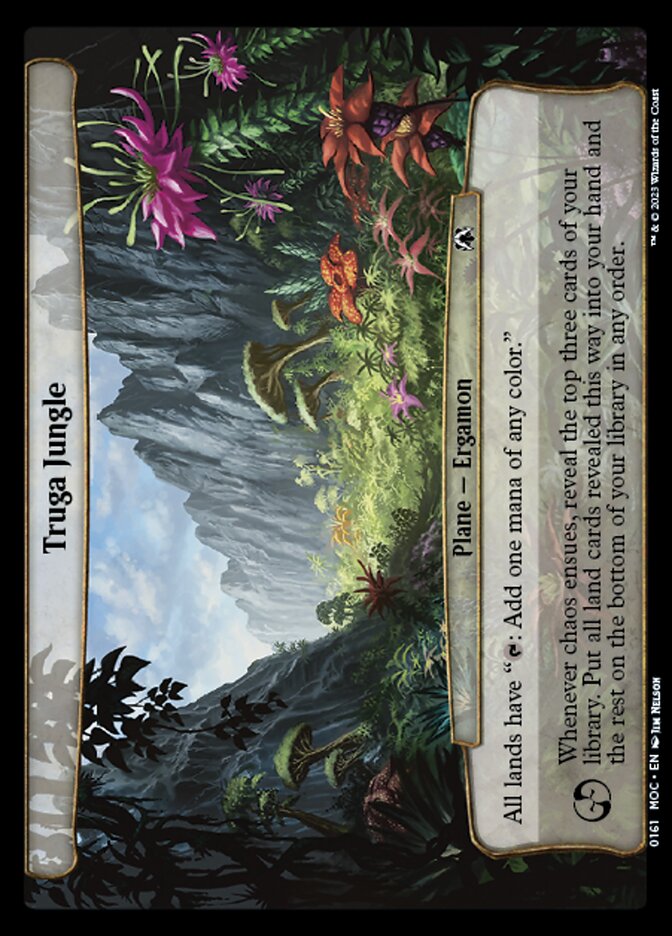 Truga Jungle
Plane — Ergamon
All lands have “: Add one mana of any color.”
Whenever chaos ensues, reveal the top three cards of your
library. Put all land cards revealed this way into your hand and
the rest on the bottom of your library in any order.
0161 MOC • EN JIM NELSON
™ & © 2023 Wizards of the Coast